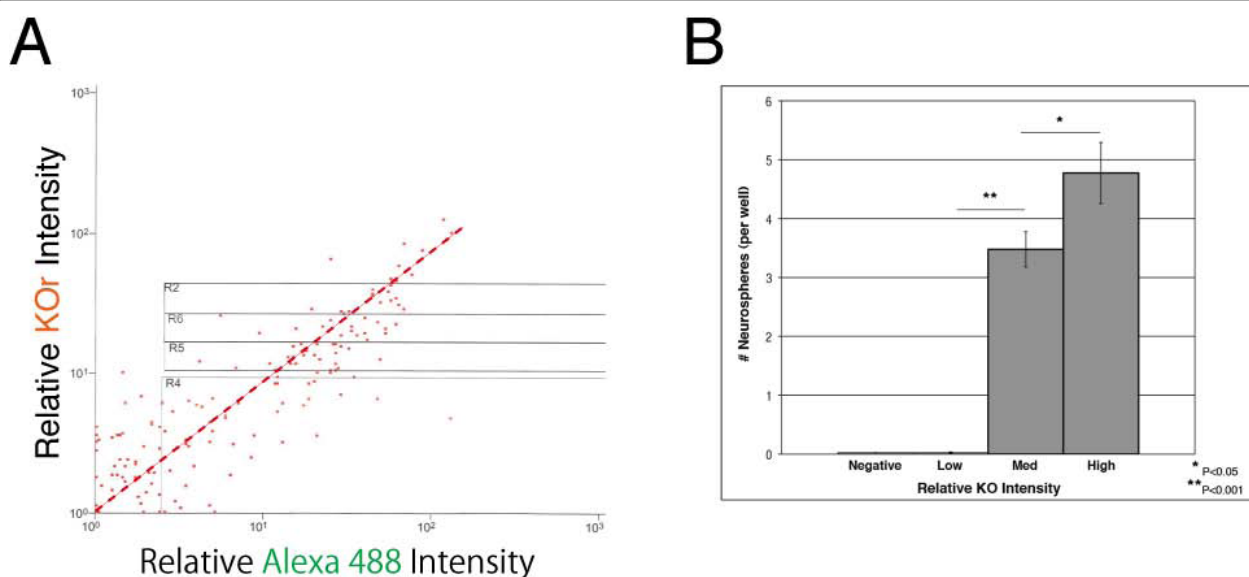 A
Relative KOr Intensity
10³
10²
10¹
10⁰
R2
R6
R5
R4
10⁰
10¹
10²
10³
Relative Alexa 488 Intensity
B
# Neurospheres (per well)
6
5
4
3
2
1
0
**
*
Negative
Low
Med
High
Relative KO Intensity
* P<0.05
** P<0.001